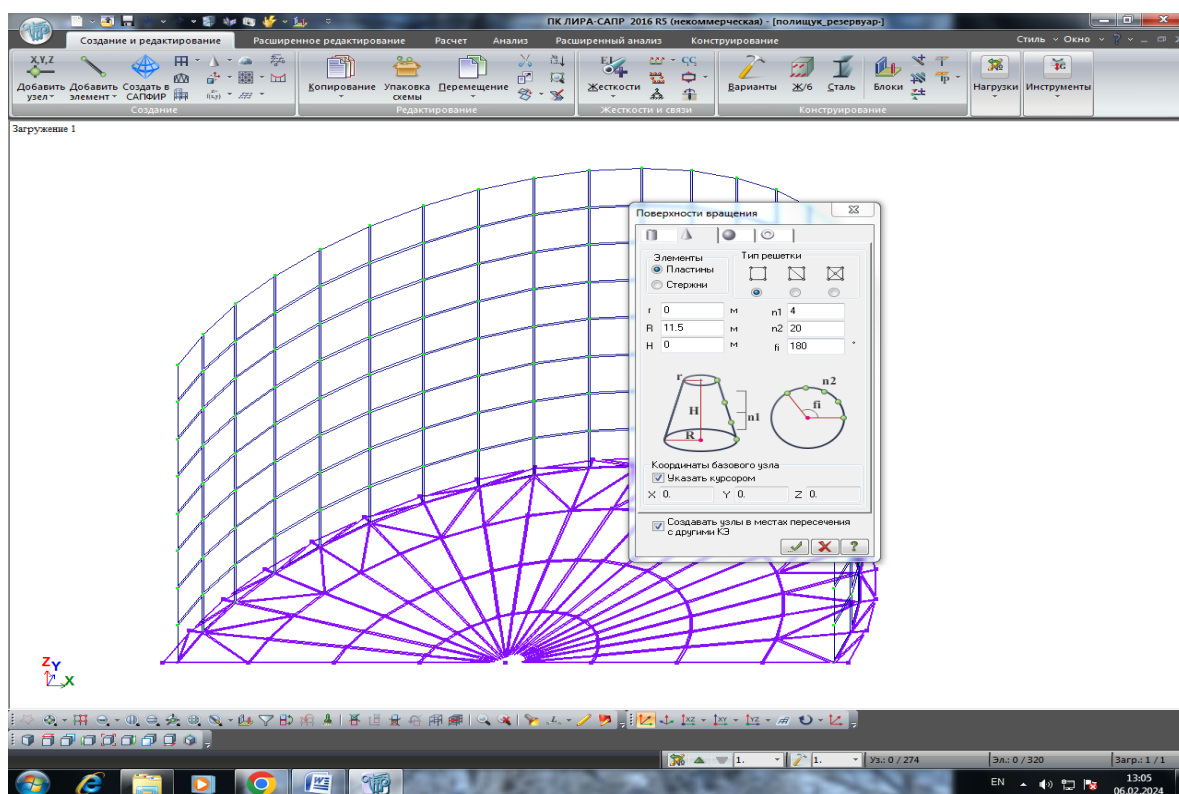 ПК ЛИРА-САПР 2016 R5 (некоммерческая) - [полищук_резервуар-]
Создание и редактирование Расширенное редактирование Расчет Анализ Расширенный анализ Конструирование Стиль Окно
X,Y,Z
Добавить узел Добавить элемент Создать в САПФИР Копирование Упаковка схемы Перемещение Жесткости Варианты Ж/б Сталь Блоки Нагрузки Инструменты
Создание Редактирование Жесткости и связи Конструирование
Загружение 1
Поверхности вращения
Элементы Тип решетки
Пластины
Стержни
r 0 м n1 4
R 11.5 м n2 20
H 0 м fi 180 °
r n2
H n1 fi
R
Координаты базового узла
Указать курсором
X 0. Y 0. Z 0.
Создавать узлы в местах пересечения
с другими КЭ
Z Y
X
1. 1. Уз.: 0 / 274 Эл.: 0 / 320 Загр.: 1 / 1
EN 13:05
06.02.2024